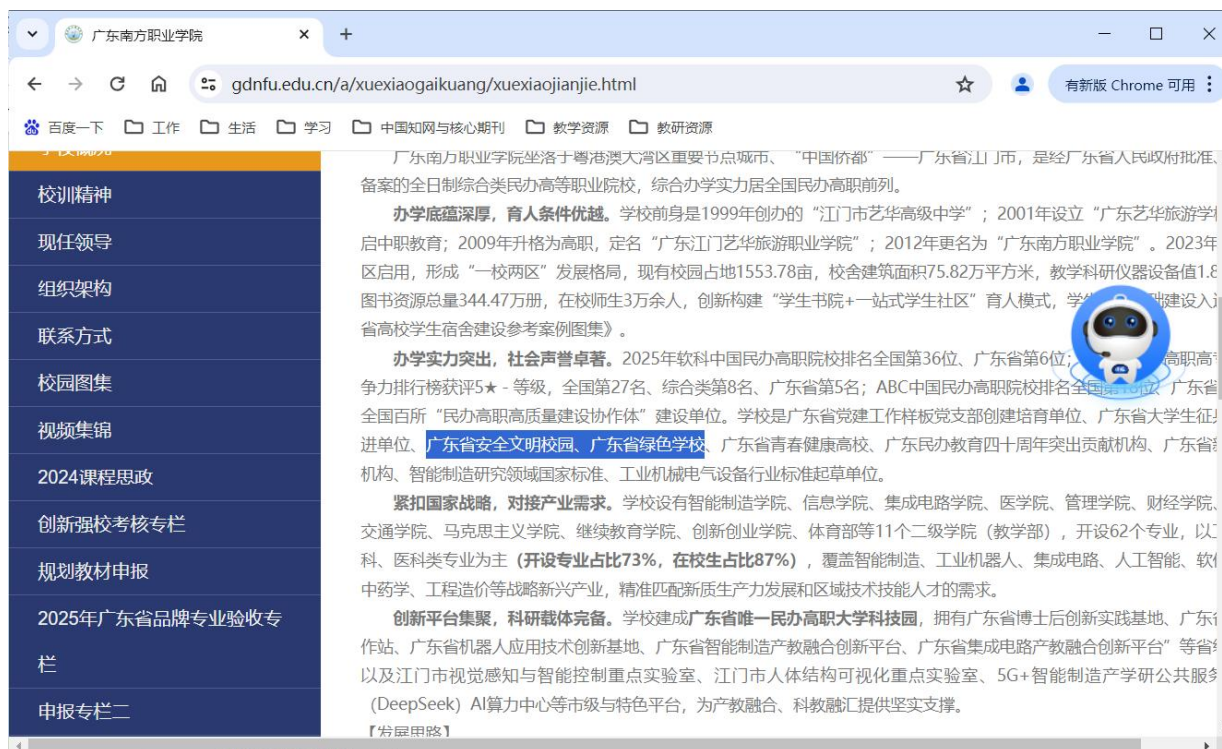 广东南方职业学院
gdnfu.edu.cn/a/xuexiaogaikuang/xuexiaojianjie.html
有新版 Chrome 可用
百度一下 工作 生活 学习 中国知网与核心期刊 教学资源 教研资源
学校概况
校训精神
现任领导
组织架构
联系方式
校园图集
视频集锦
2024课程思政
创新强校考核专栏
规划教材申报
2025年广东省品牌专业验收专
栏
申报专栏二
广东南方职业学院坐落于粤港澳大湾区重要节点城市、“中国侨都”——广东省江门市，是经广东省人民政府批准、
备案的全日制综合类民办高等职业院校，综合办学实力居全国民办高职前列。
办学底蕴深厚，育人条件优越。学校前身是1999年创办的“江门市艺华高级中学”；2001年设立“广东艺华旅游学
启中职教育；2009年升格为高职，定名“广东江门艺华旅游职业学院”；2012年更名为“广东南方职业学院”。2023年
区启用，形成“一校两区”发展格局，现有校园占地1553.78亩，校舍建筑面积75.82万平方米，教学科研仪器设备值1.8
图书资源总量344.47万册，在校师生3万余人，创新构建“学生书院+一站式学生社区”育人模式，学 建设入
省高校学生宿舍建设参考案例图集》。
办学实力突出，社会声誉卓著。2025年软科中国民办高职院校排名全国第36位、广东省第6位； 高职高
争力排行榜获评5★-等级，全国第27名、综合类第8名、广东省第5名；ABC中国民办高职院校排名全国第18位、广东省
全国百所“民办高职高质量建设协作体”建设单位。学校是广东省党建工作样板党支部创建培育单位、广东省大学生征
进单位、广东省安全文明校园、广东省绿色学校、广东省青春健康高校、广东民办教育四十周年突出贡献机构、广东省
机构、智能制造研究领域国家标准、工业机械电气设备行业标准起草单位。
紧扣国家战略，对接产业需求。学校设有智能制造学院、信息学院、集成电路学院、医学院、管理学院、财经学院、
交通学院、马克思主义学院、继续教育学院、创新创业学院、体育部等11个二级学院（教学部），开设62个专业，以
科、医科类专业为主（开设专业占比73%，在校生占比87%），覆盖智能制造、工业机器人、集成电路、人工智能、软
中药学、工程造价等战略新兴产业，精准匹配新质生产力发展和区域技术技能人才的需求。
创新平台集聚，科研载体完备。学校建成广东省唯一民办高职大学科技园，拥有广东省博士后创新实践基地、广东
作站、广东省机器人应用技术创新基地、广东省智能制造产教融合创新平台、广东省集成电路产教融合创新平台”等省
以及江门市视觉感知与智能控制重点实验室、江门市人体结构可视化重点实验室、5G+智能制造产学研公共服
（DeepSeek）AI算力中心等市级与特色平台，为产教融合、科教融汇提供坚实支撑。
【发展思路】